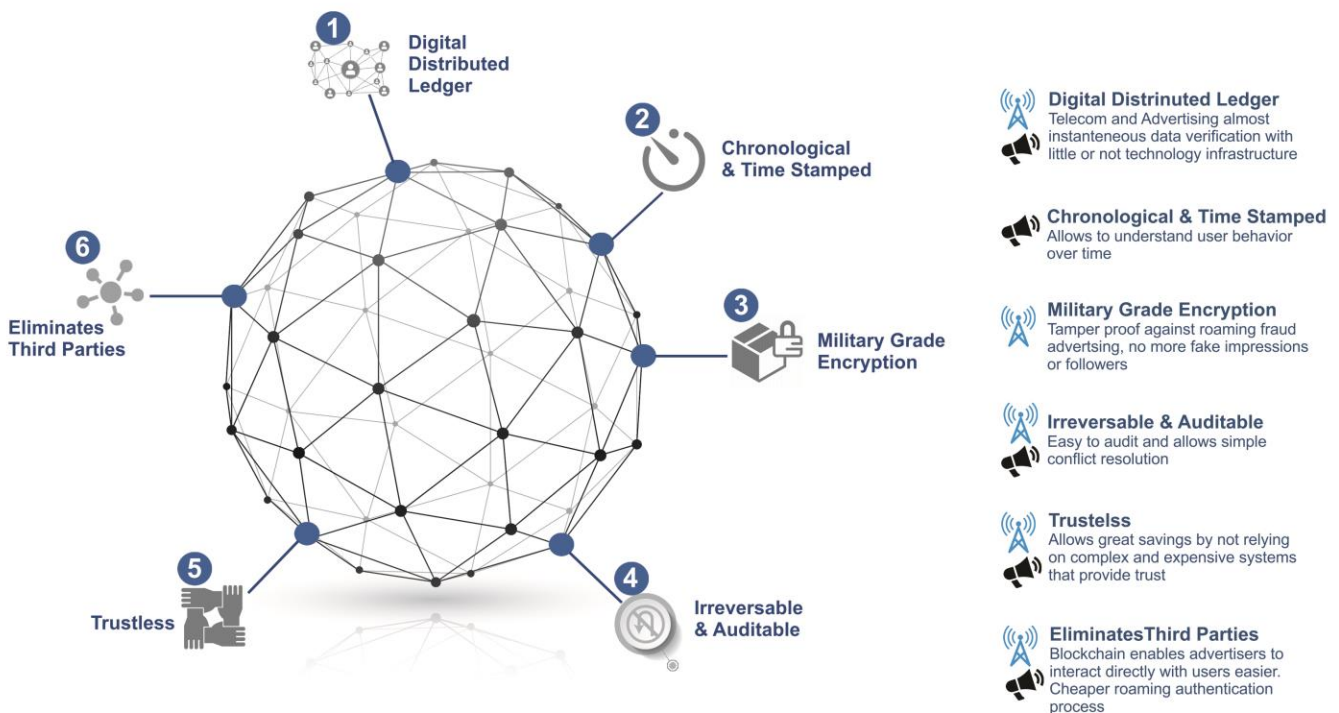 1
Digital
Distributed
Ledger
2
Chronological
& Time Stamped
3
Military Grade
Encryption
4
Irreversable
& Auditable
5
Trustless
6
Eliminates
Third Parties
Digital Distrinuted Ledger
Telecom and Advertising almost
instanteneous data verification with
little or not technology infrastructure
Chronological & Time Stamped
Allows to understand user behavior
over time
Military Grade Encryption
Tamper proof against roaming fraud
advertsing, no more fake impressions
or followers
Irreversable & Auditable
Easy to audit and allows simple
conflict resolution
Trustelss
Allows great savings by not relying
on complex and expensive systems
that provide trust
EliminatesThird Parties
Blockchain enables advertisers to
interact directly with users easier.
Cheaper roaming authentication
process